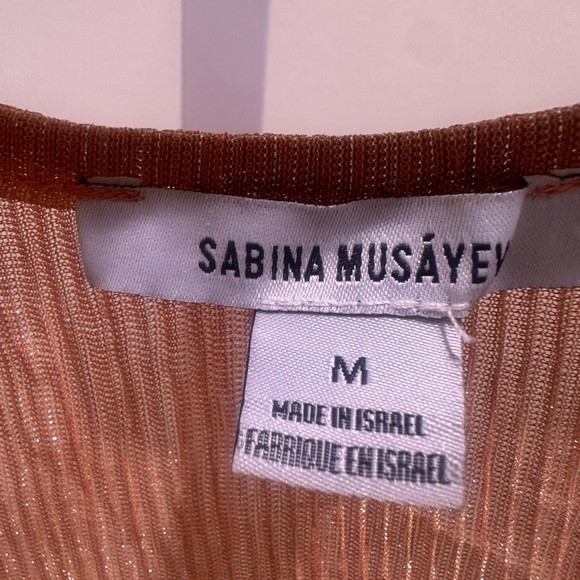 SABINA MUSÁYEV
M
MADE IN ISRAEL
FABRIQUE EN ISRAEL